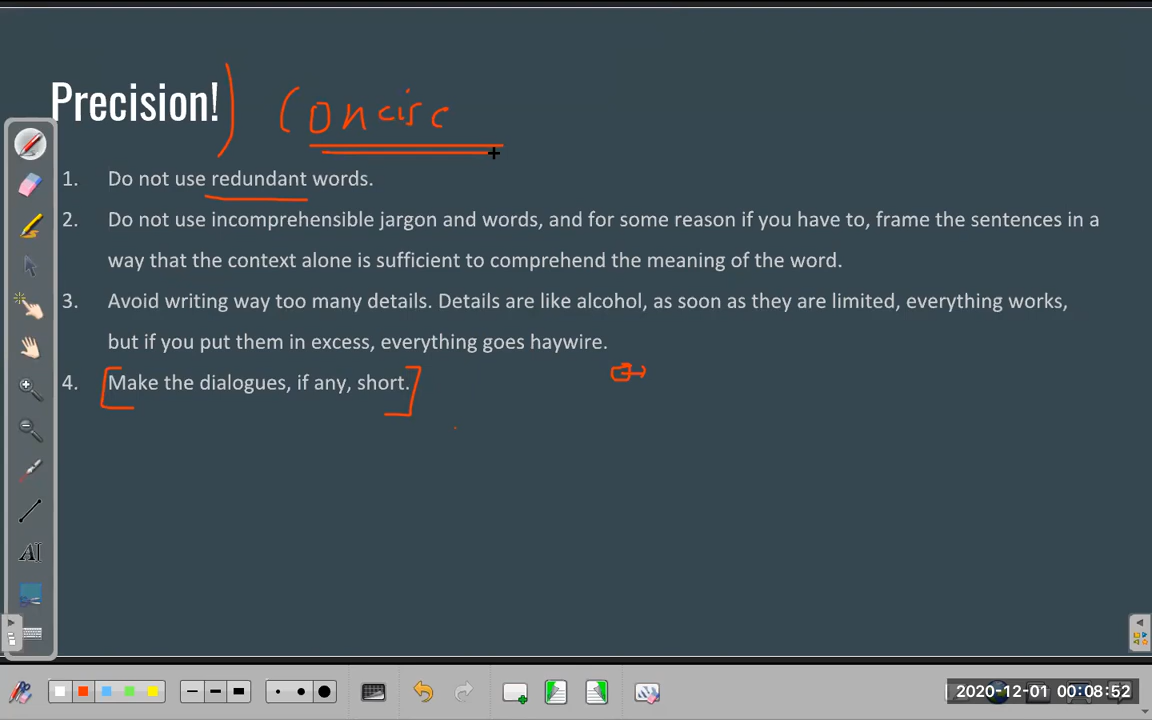 Precision! Concise
1. Do not use redundant words.
2. Do not use incomprehensible jargon and words, and for some reason if you have to, frame the sentences in a
way that the context alone is sufficient to comprehend the meaning of the word.
3. Avoid writing way too many details. Details are like alcohol, as soon as they are limited, everything works,
but if you put them in excess, everything goes haywire.
4. Make the dialogues, if any, short.
AI
2020-12-01 00:08:52